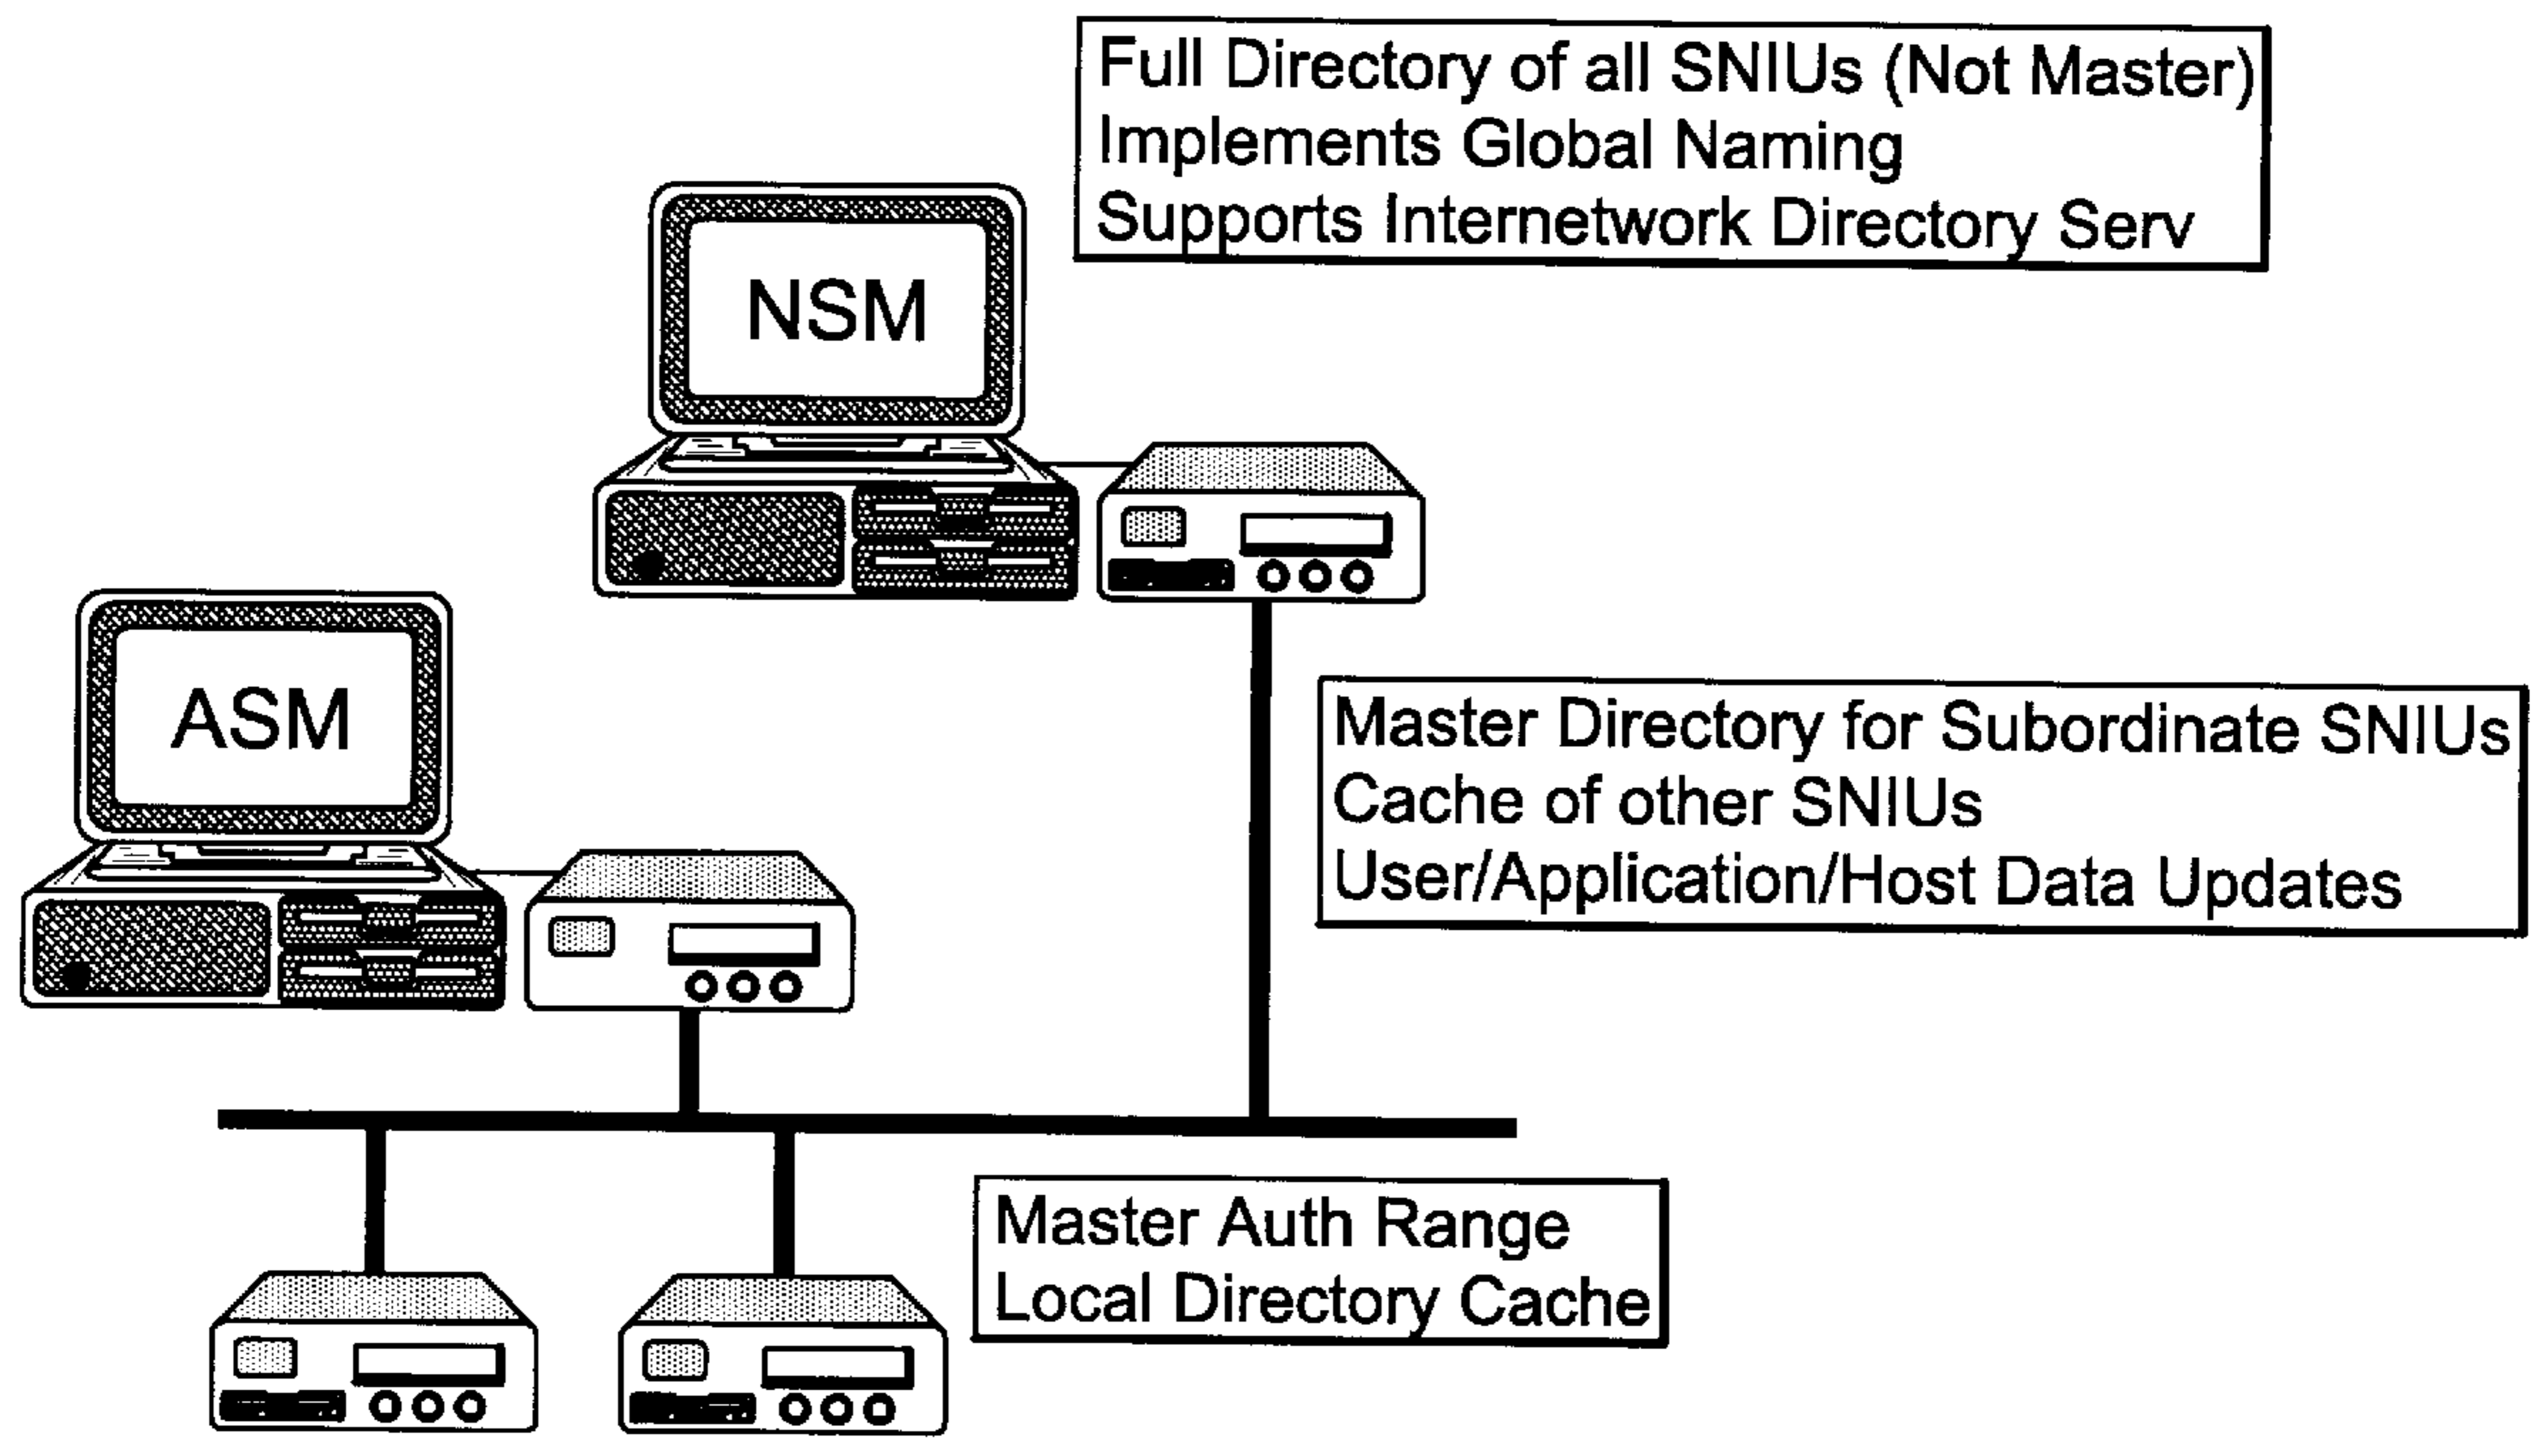 Full Directory of all SNIUs (Not Master)
Implements Global Naming
Supports Internetwork Directory Serv
NSM
ASM
Master Directory for Subordinate SNIUs
Cache of other SNIUs
User/Application/Host Data Updates
Master Auth Range
Local Directory Cache